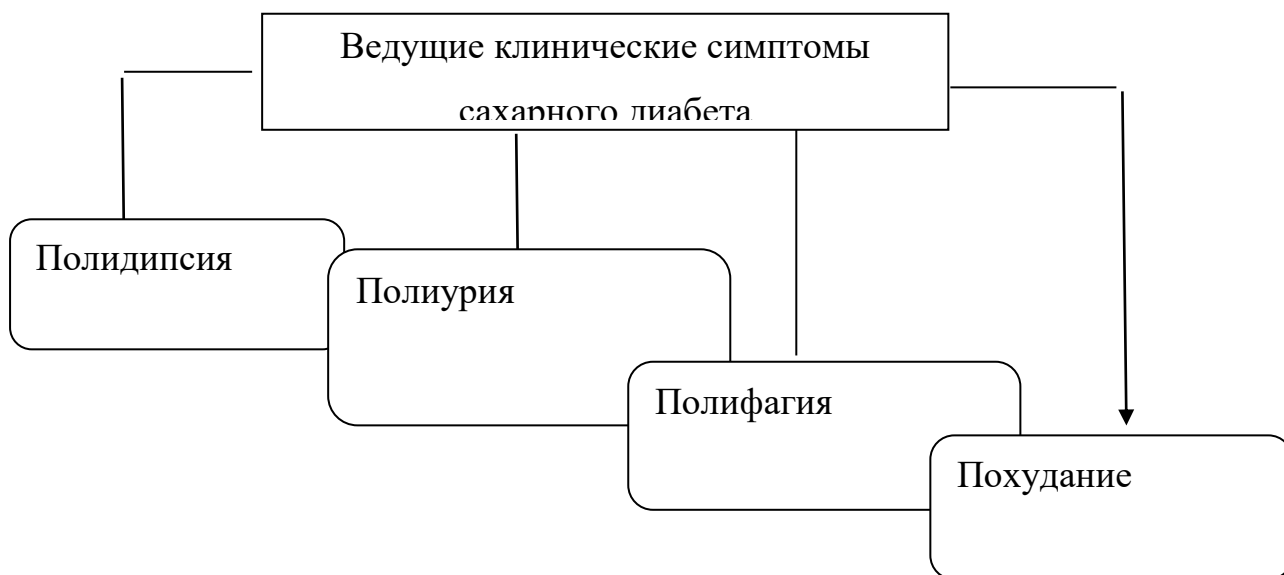 Ведущие клинические симптомы
сахарного диабета
Полидипсия
Полиурия
Полифагия
Похудание